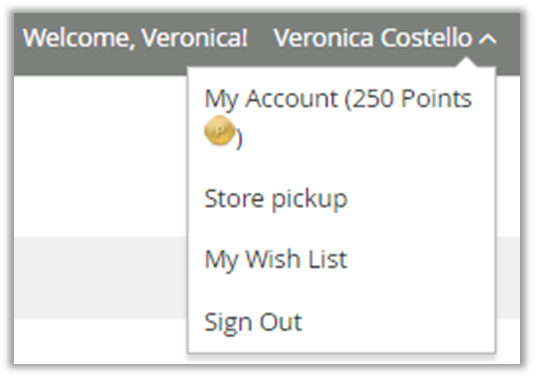 Welcome, Veronica! Veronica Costello
My Account (250 Points
P)
Store pickup
My Wish List
Sign Out